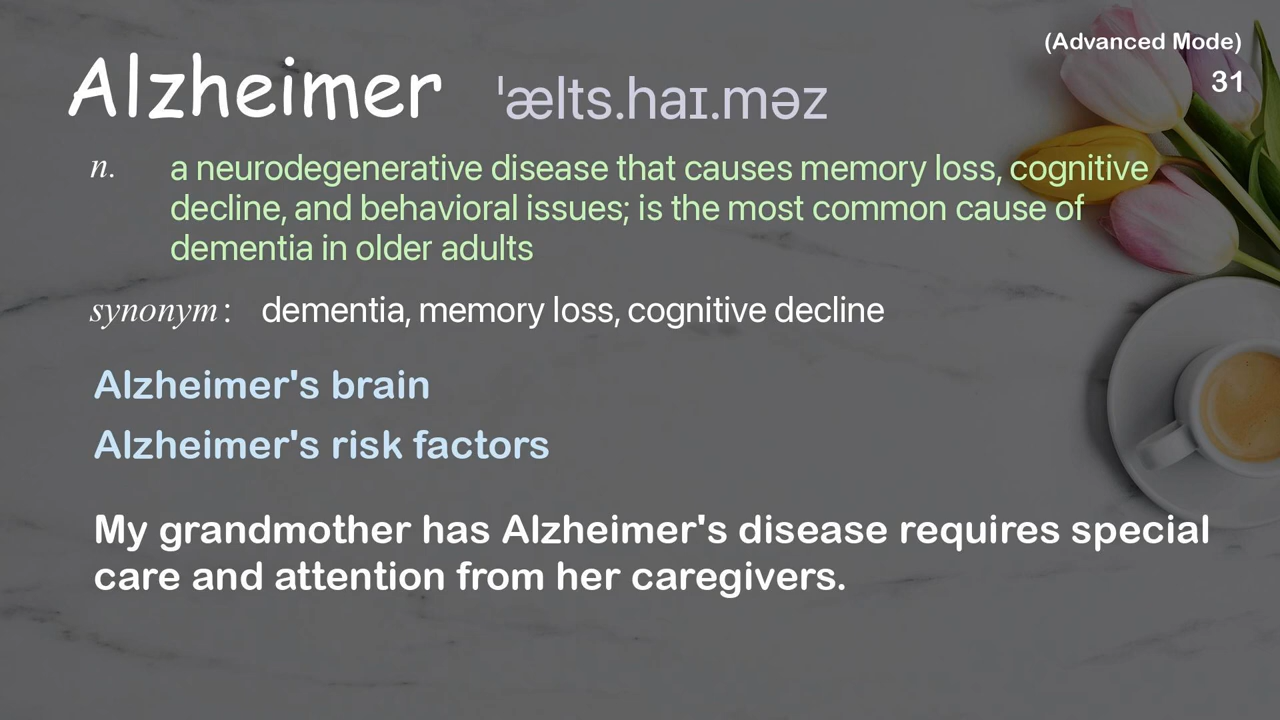 (Advanced Mode)
31
Alzheimer ˈælts.haɪ.məz
n. a neurodegenerative disease that causes memory loss, cognitive
decline, and behavioral issues; is the most common cause of
dementia in older adults
synonym: dementia, memory loss, cognitive decline
Alzheimer's brain
Alzheimer's risk factors
My grandmother has Alzheimer's disease requires special
care and attention from her caregivers.